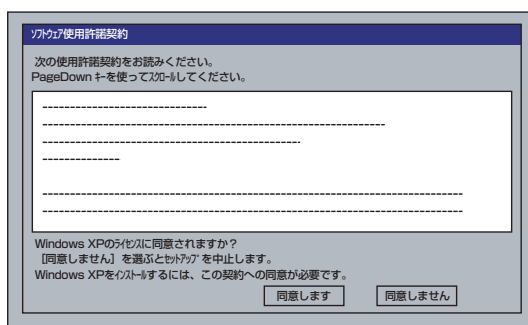 ソフトウェア使用許諾契約
次の使用許諾契約をお読みください。
PageDown キーを使ってスクロールしてください。
Windows XPのライセンスに同意されますか？
［同意しません］を選ぶとセットアップを中止します。
Windows XPをインストールするには、この契約への同意が必要です。
同意します
同意しません